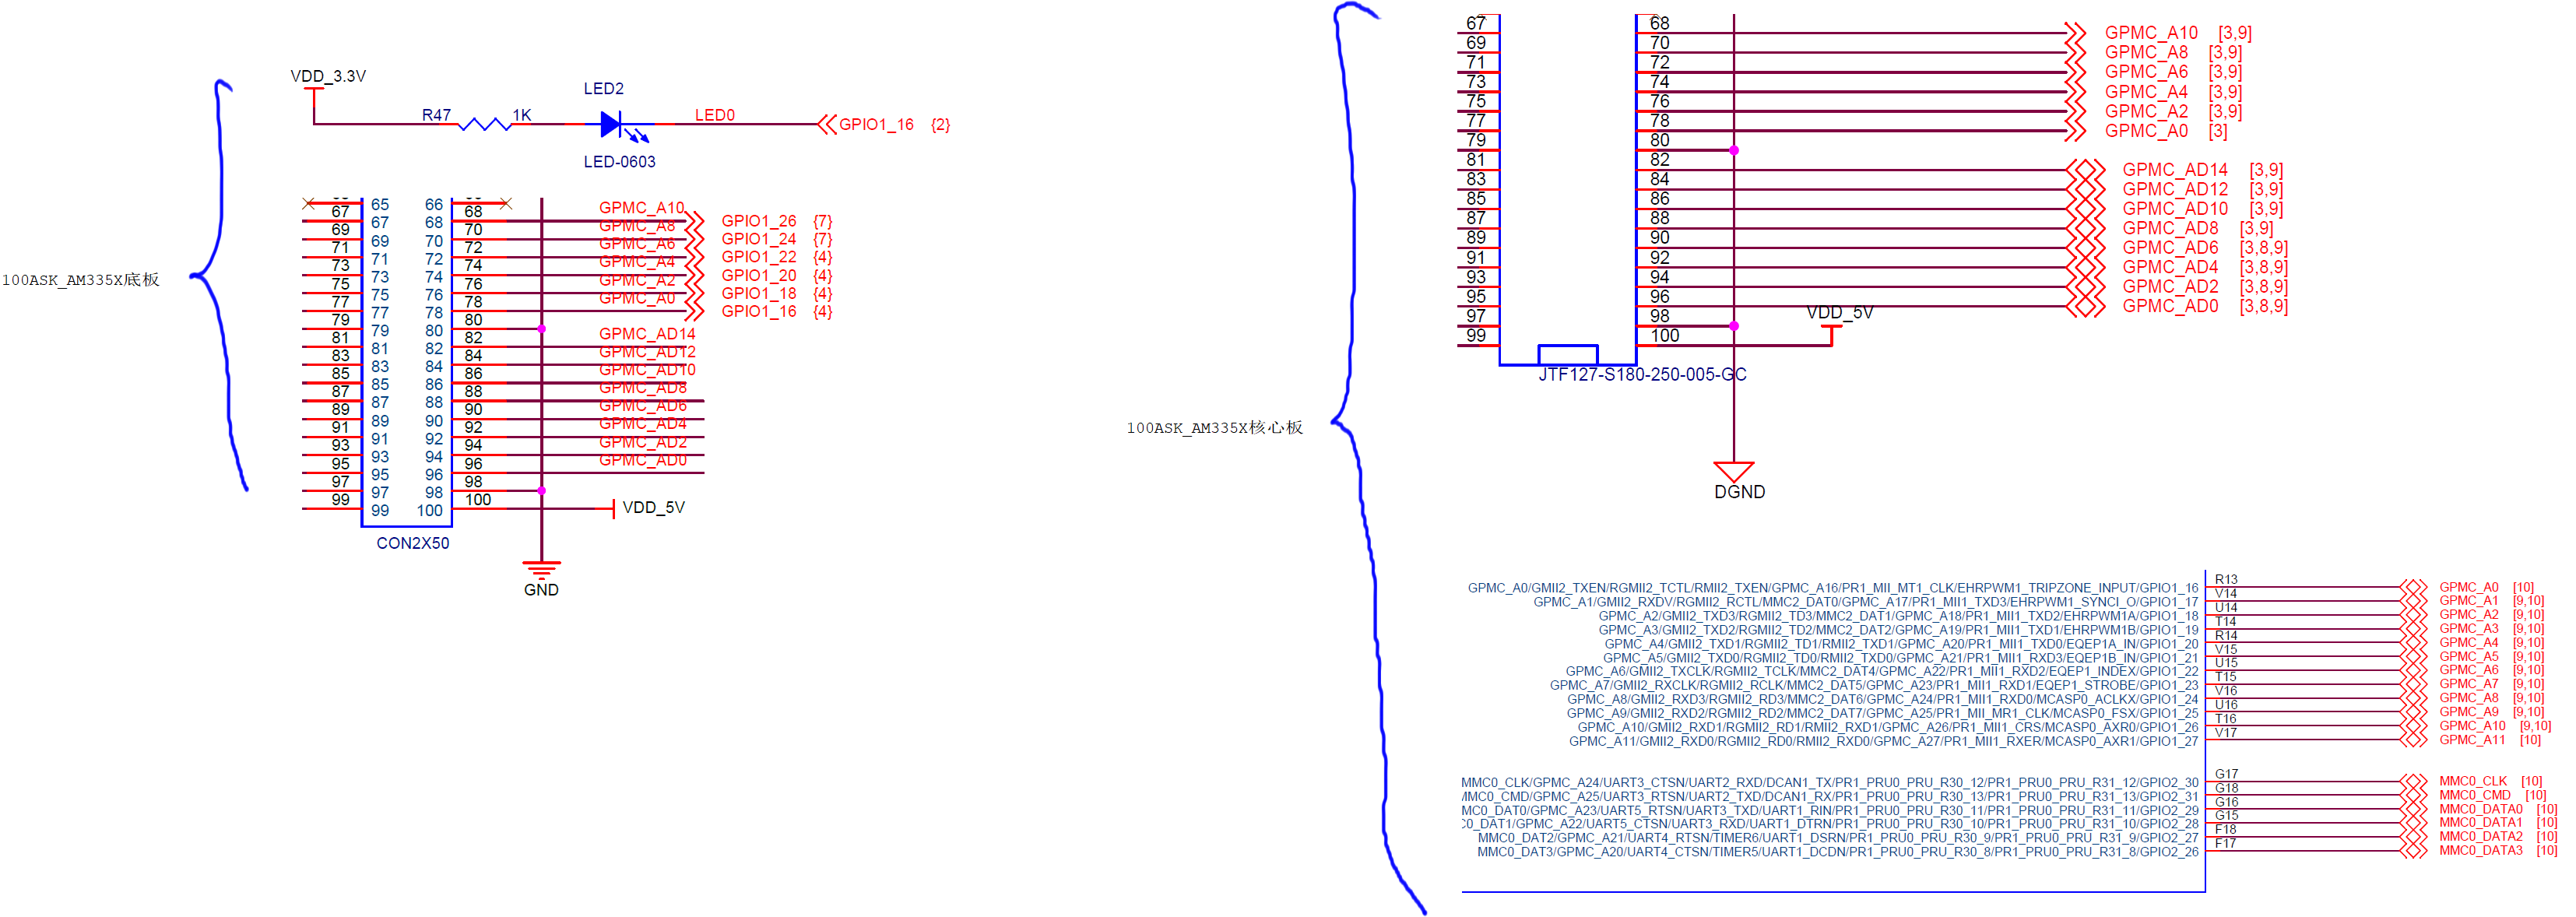 VDD_3.3V
R47 1K
LED2
LED-0603
LED0
GPIO1_16 {2}
100ASK_AM335X底板
65 66
67 67 68 68 GPMC_A10 GPIO1_26 {7}
69 69 70 70 GPMC_A8 GPIO1_24 {7}
71 71 72 72 GPMC_A6 GPIO1_22 {4}
73 73 74 74 GPMC_A4 GPIO1_20 {4}
75 75 76 76 GPMC_A2 GPIO1_18 {4}
77 77 78 78 GPMC_A0 GPIO1_16 {4}
79 79 80 80
81 81 82 82 GPMC_AD14
83 83 84 84 GPMC_AD12
85 85 86 86 GPMC_AD10
87 87 88 88 GPMC_AD8
89 89 90 90 GPMC_AD6
91 91 92 92 GPMC_AD4
93 93 94 94 GPMC_AD2
95 95 96 96 GPMC_AD0
97 97 98 98
99 99 100 100 VDD_5V
CON2X50
GND
100ASK_AM335X核心板
67 68 GPMC_A10 [3,9]
69 70 GPMC_A8 [3,9]
71 72 GPMC_A6 [3,9]
73 74 GPMC_A4 [3,9]
75 76 GPMC_A2 [3,9]
77 78 GPMC_A0 [3]
79 80
81 82 GPMC_AD14 [3,9]
83 84 GPMC_AD12 [3,9]
85 86 GPMC_AD10 [3,9]
87 88 GPMC_AD8 [3,9]
89 90 GPMC_AD6 [3,8,9]
91 92 GPMC_AD4 [3,8,9]
93 94 GPMC_AD2 [3,8,9]
95 96 GPMC_AD0 [3,8,9]
97 98 VDD_5V
99 100
JTF127-S180-250-005-GC
DGND
GPMC_A0/GMII2_TXEN/RGMII2_TCTL/RMII2_TXEN/GPMC_A16/PR1_MII_MT1_CLK/EHRPWM1_TRIPZONE_INPUT/GPIO1_16 R13 GPMC_A0 [10]
GPMC_A1/GMII2_RXDV/RGMII2_RCTL/MMC2_DAT0/GPMC_A17/PR1_MII1_TXD3/EHRPWM1_SYNCI_O/GPIO1_17 V14 GPMC_A1 [9,10]
GPMC_A2/GMII2_TXD3/RGMII2_TD3/MMC2_DAT1/GPMC_A18/PR1_MII1_TXD2/EHRPWM1A/GPIO1_18 U14 GPMC_A2 [9,10]
GPMC_A3/GMII2_TXD2/RGMII2_TD2/MMC2_DAT2/GPMC_A19/PR1_MII1_TXD1/EHRPWM1B/GPIO1_19 T14 GPMC_A3 [9,10]
GPMC_A4/GMII2_TXD1/RGMII2_TD1/RMII2_TXD1/GPMC_A20/PR1_MII1_TXD0/EQEP1A_IN/GPIO1_20 R14 GPMC_A4 [9,10]
GPMC_A5/GMII2_TXD0/RGMII2_TD0/RMII2_TXD0/GPMC_A21/PR1_MII1_RXD3/EQEP1B_IN/GPIO1_21 V15 GPMC_A5 [9,10]
GPMC_A6/GMII2_TXCLK/RGMII2_TCLK/MMC2_DAT4/GPMC_A22/PR1_MII1_RXD2/EQEP1_INDEX/GPIO1_22 U15 GPMC_A6 [9,10]
GPMC_A7/GMII2_RXCLK/RGMII2_RCLK/MMC2_DAT5/GPMC_A23/PR1_MII1_RXD1/EQEP1_STROBE/GPIO1_23 T15 GPMC_A7 [9,10]
GPMC_A8/GMII2_RXD3/RGMII2_RD3/MMC2_DAT6/GPMC_A24/PR1_MII1_RXD0/MCASP0_ACLKX/GPIO1_24 V16 GPMC_A8 [9,10]
GPMC_A9/GMII2_RXD2/RGMII2_RD2/MMC2_DAT7/GPMC_A25/PR1_MII_MR1_CLK/MCASP0_FSX/GPIO1_25 U16 GPMC_A9 [9,10]
GPMC_A10/GMII2_RXD1/RGMII2_RD1/RMII2_RXD1/GPMC_A26/PR1_MII1_CRS/MCASP0_AXR0/GPIO1_26 T16 GPMC_A10 [9,10]
GPMC_A11/GMII2_RXD0/RGMII2_RD0/RMII2_RXD0/GPMC_A27/PR1_MII1_RXER/MCASP0_AXR1/GPIO1_27 V17 GPMC_A11 [10]
MMC0_CLK/GPMC_A24/UART3_CTSN/UART2_RXD/DCAN1_TX/PR1_PRU0_PRU_R30_12/PR1_PRU0_PRU_R31_12/GPIO2_30 G17 MMC0_CLK [10]
MC0_CMD/GPMC_A25/UART3_RTSN/UART2_TXD/DCAN1_RX/PR1_PRU0_PRU_R30_13/PR1_PRU0_PRU_R31_13/GPIO2_31 G18 MMC0_CMD [10]
MC0_DAT0/GPMC_A23/UART5_RTSN/UART3_TXD/UART1_RIN/PR1_PRU0_PRU_R30_11/PR1_PRU0_PRU_R31_11/GPIO2_29 G16 MMC0_DATA0 [10]
C0_DAT1/GPMC_A22/UART5_CTSN/UART3_RXD/UART1_DTRN/PR1_PRU0_PRU_R30_10/PR1_PRU0_PRU_R31_10/GPIO2_28 G15 MMC0_DATA1 [10]
MMC0_DAT2/GPMC_A21/UART4_RTSN/TIMER6/UART1_DSRN/PR1_PRU0_PRU_R30_9/PR1_PRU0_PRU_R31_9/GPIO2_27 F18 MMC0_DATA2 [10]
MMC0_DAT3/GPMC_A20/UART4_CTSN/TIMER5/UART1_DCDN/PR1_PRU0_PRU_R30_8/PR1_PRU0_PRU_R31_8/GPIO2_26 F17 MMC0_DATA3 [10]